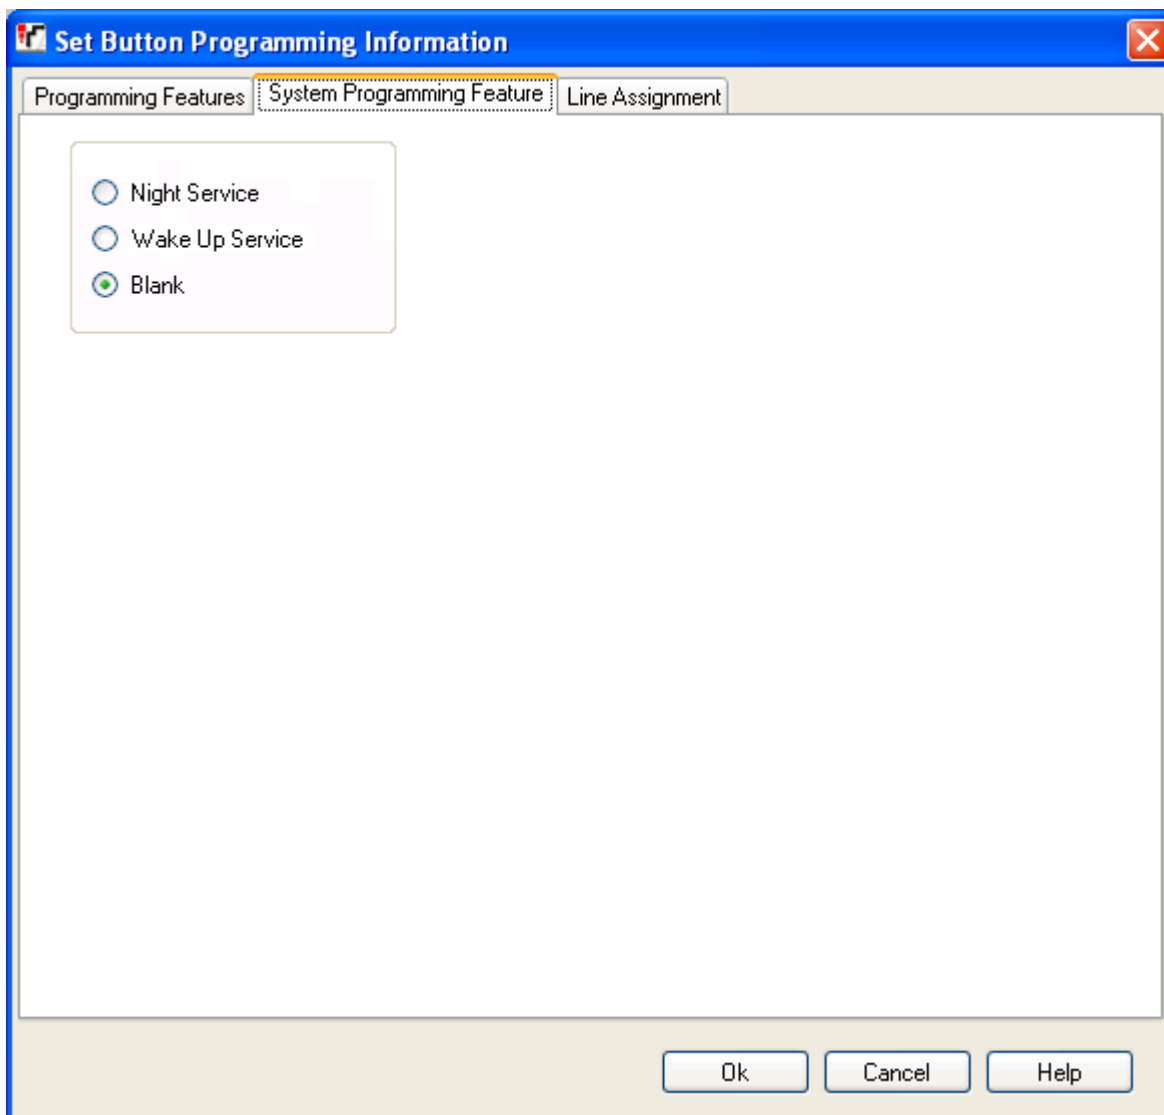 Set Button Programming Information
Programming Features System Programming Feature Line Assignment
Night Service
Wake Up Service
Blank
Ok Cancel Help